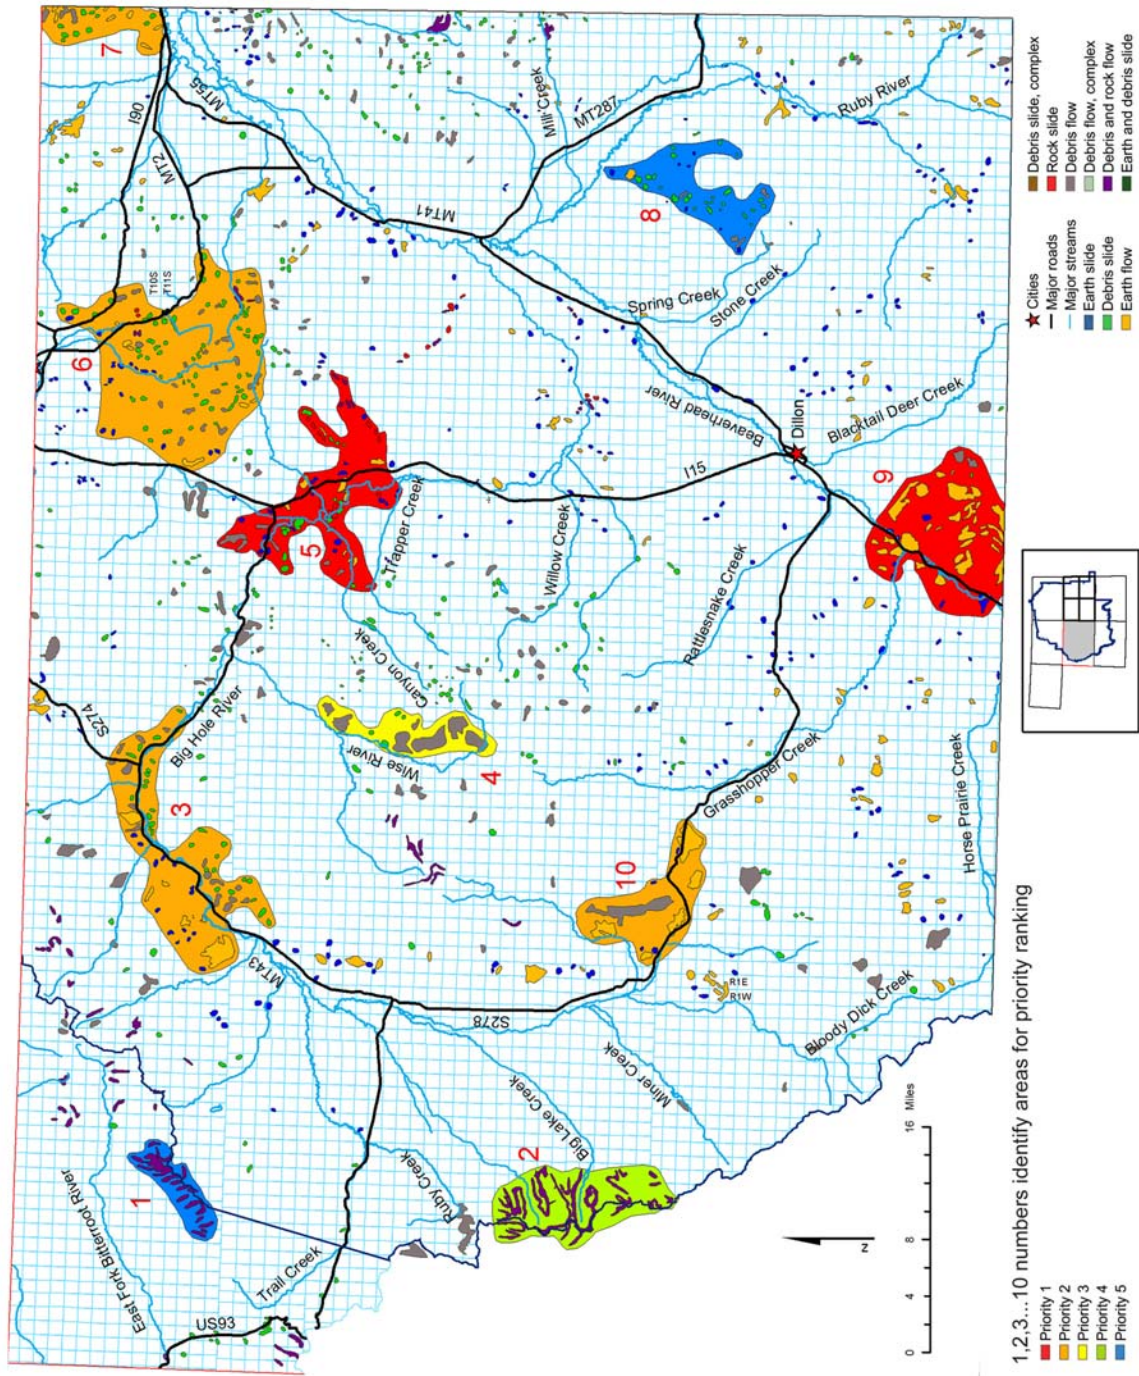 7
I90
MT55
MT2
Mill Creek
MT287
Ruby River
MT41
8
T10S
T11S
6
Spring Creek
Stone Creek
Beaverhead River
Dillon
Blacktail Deer Creek
I15
9
5
Trapper Creek
Willow Creek
Rattlesnake Creek
Canyon Creek
S274
Big Hole River
Wise River
4
Grasshopper Creek
3
10
Horse Prairie Creek
MT43
S278
R1E
R1W
Bloody Dick Creek
Miner Creek
Big Lake Creek
2
1
Ruby Creek
East Fork Bitterroot River
Trail Creek
US93
N
0 4 8 16 Miles
1,2,3...10 numbers identify areas for priority ranking
Priority 1
Priority 2
Priority 3
Priority 4
Priority 5
Cities
Major roads
Major streams
Earth slide
Debris slide
Earth flow
Debris slide, complex
Rock slide
Debris flow
Debris flow, complex
Debris and rock flow
Earth and debris slide